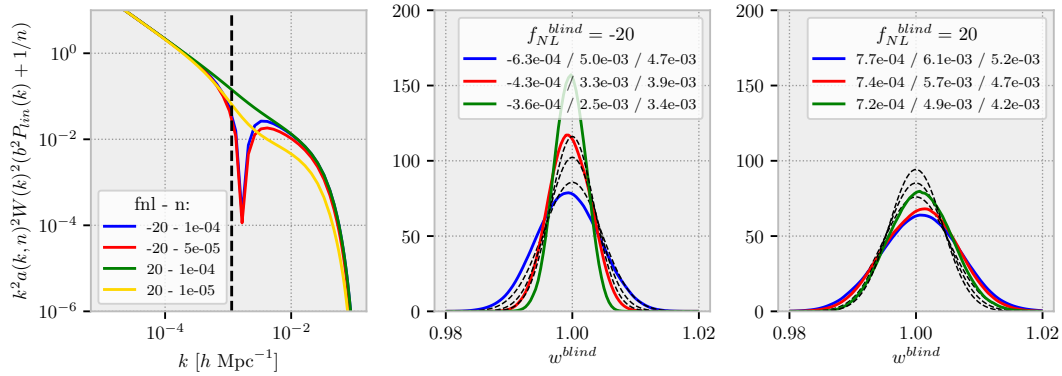 k²a(k, n)²W(k)²(b²P_lin(k) + 1/n)
10⁰
10⁻²
10⁻⁴
10⁻⁶
fnl - n:
-20 - 1e-04
-20 - 5e-05
20 - 1e-04
20 - 1e-05
10⁻⁴ 10⁻²
k [h Mpc⁻¹]
200
150
100
50
0
f_NL^blind = -20
-6.3e-04 / 5.0e-03 / 4.7e-03
-4.3e-04 / 3.3e-03 / 3.9e-03
-3.6e-04 / 2.5e-03 / 3.4e-03
0.98 1.00 1.02
w^blind
200
150
100
50
0
f_NL^blind = 20
7.7e-04 / 6.1e-03 / 5.2e-03
7.4e-04 / 5.7e-03 / 4.7e-03
7.2e-04 / 4.9e-03 / 4.2e-03
0.98 1.00 1.02
w^blind